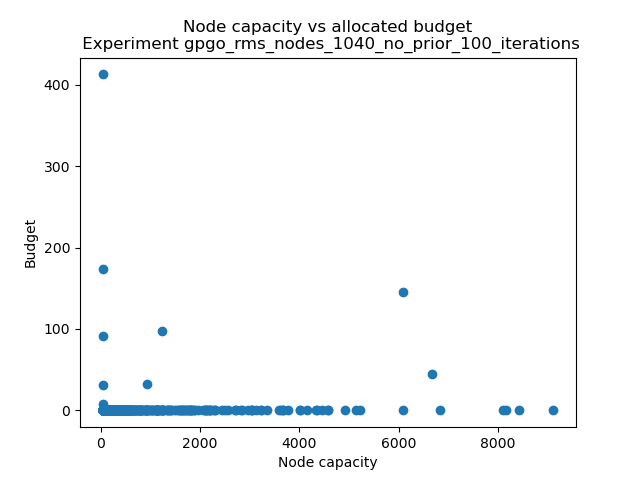 Node capacity vs allocated budget
Experiment gpgo_rms_nodes_1040_no_prior_100_iterations
400
300
200
100
0
Budget
0 2000 4000 6000 8000
Node capacity